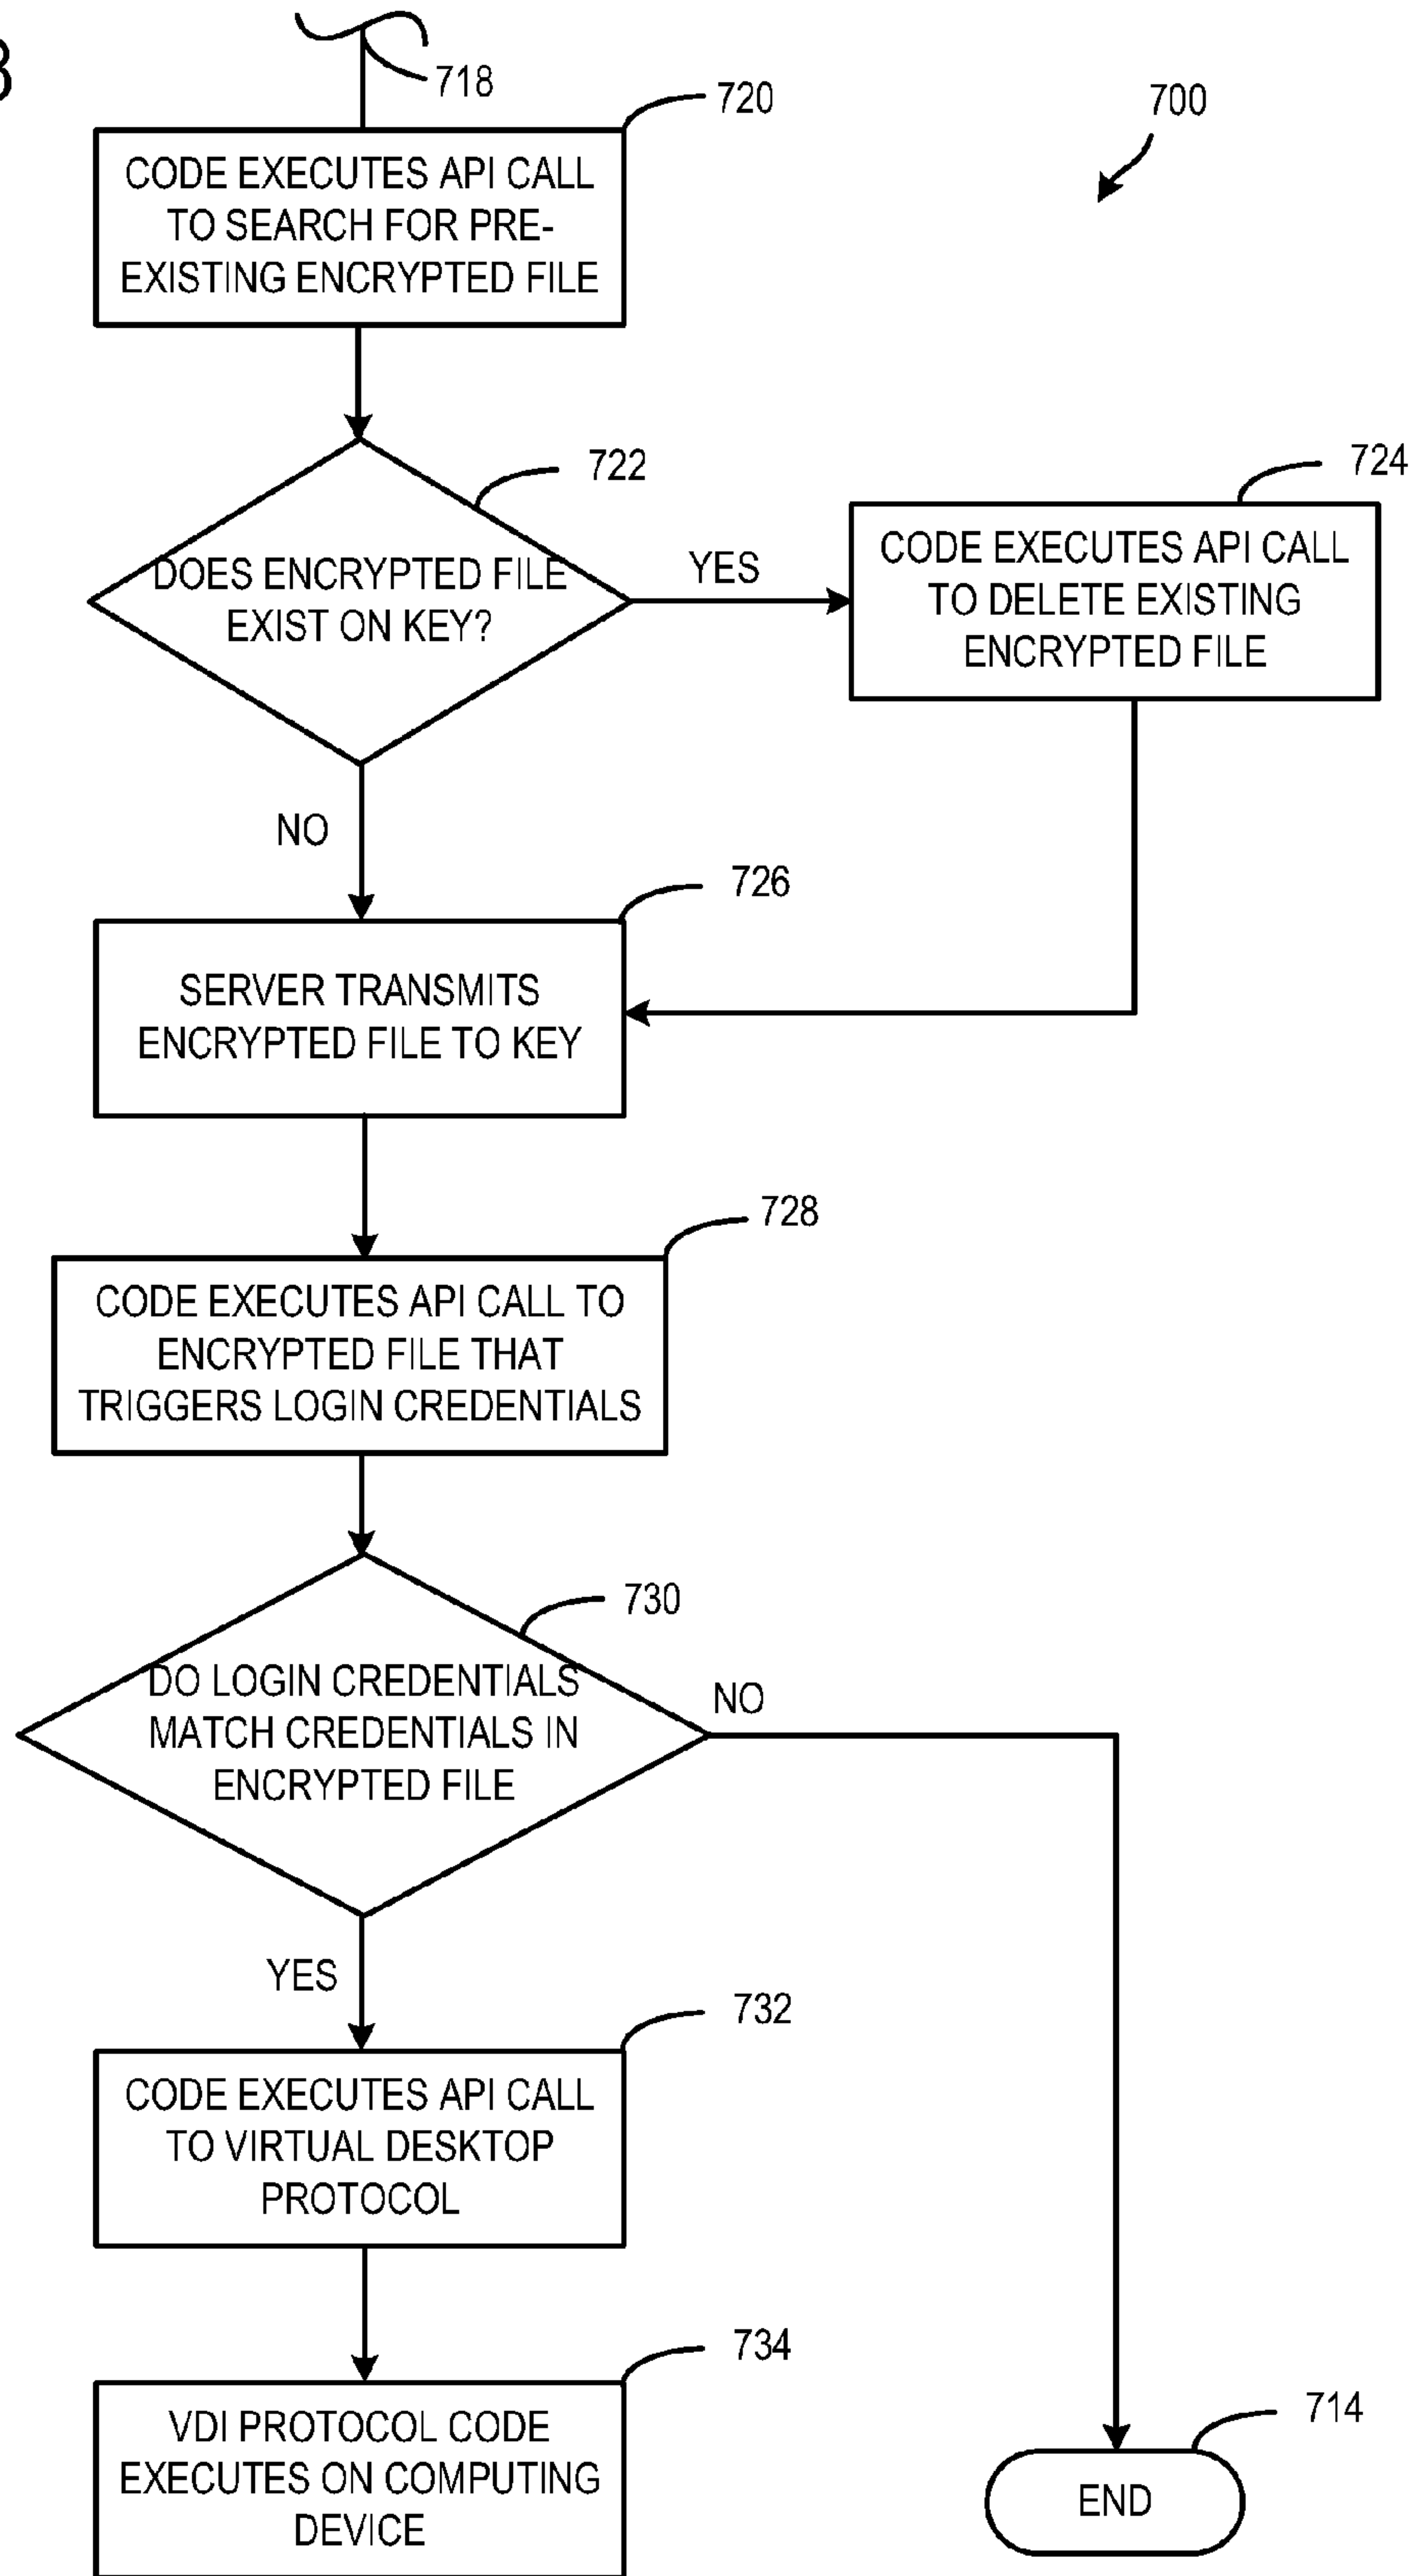 718
720
700
CODE EXECUTES API CALL
TO SEARCH FOR PRE-
EXISTING ENCRYPTED FILE
722
724
DOES ENCRYPTED FILE
EXIST ON KEY?
YES
CODE EXECUTES API CALL
TO DELETE EXISTING
ENCRYPTED FILE
NO
726
SERVER TRANSMITS
ENCRYPTED FILE TO KEY
728
CODE EXECUTES API CALL TO
ENCRYPTED FILE THAT
TRIGGERS LOGIN CREDENTIALS
730
DO LOGIN CREDENTIALS
MATCH CREDENTIALS IN
ENCRYPTED FILE
NO
YES
732
CODE EXECUTES API CALL
TO VIRTUAL DESKTOP
PROTOCOL
734
VDI PROTOCOL CODE
EXECUTES ON COMPUTING
DEVICE
714
END